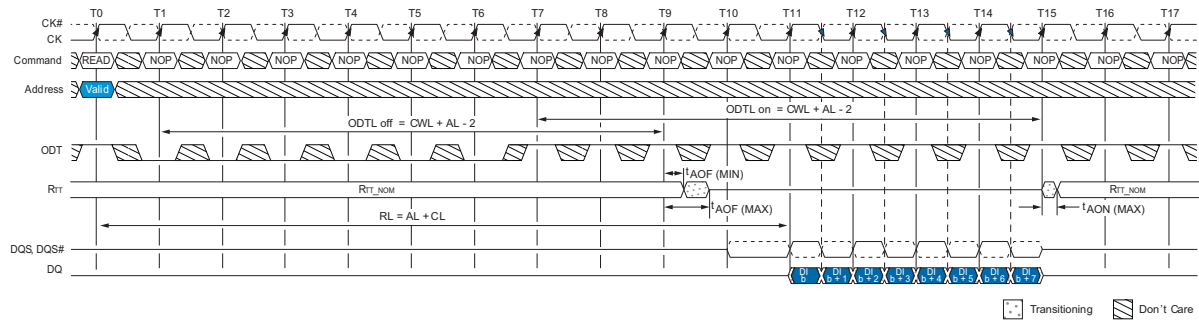 T0 T1 T2 T3 T4 T5 T6 T7 T8 T9 T10 T11 T12 T13 T14 T15 T16 T17
CK#
CK
Command READ NOP NOP NOP NOP NOP NOP NOP NOP NOP NOP NOP NOP NOP NOP NOP NOP NOP
Address Valid
ODTL on = CWL + AL - 2
ODTL off = CWL + AL - 2
ODT
tAOF (MIN)
RTT RTT_NOM RTT_NOM
tAOF (MAX) tAON (MAX)
RL = AL + CL
DQS, DQS#
DQ DI b DI b + 1 DI b + 2 DI b + 3 DI b + 4 DI b + 5 DI b + 6 DI b + 7
Transitioning Don't Care